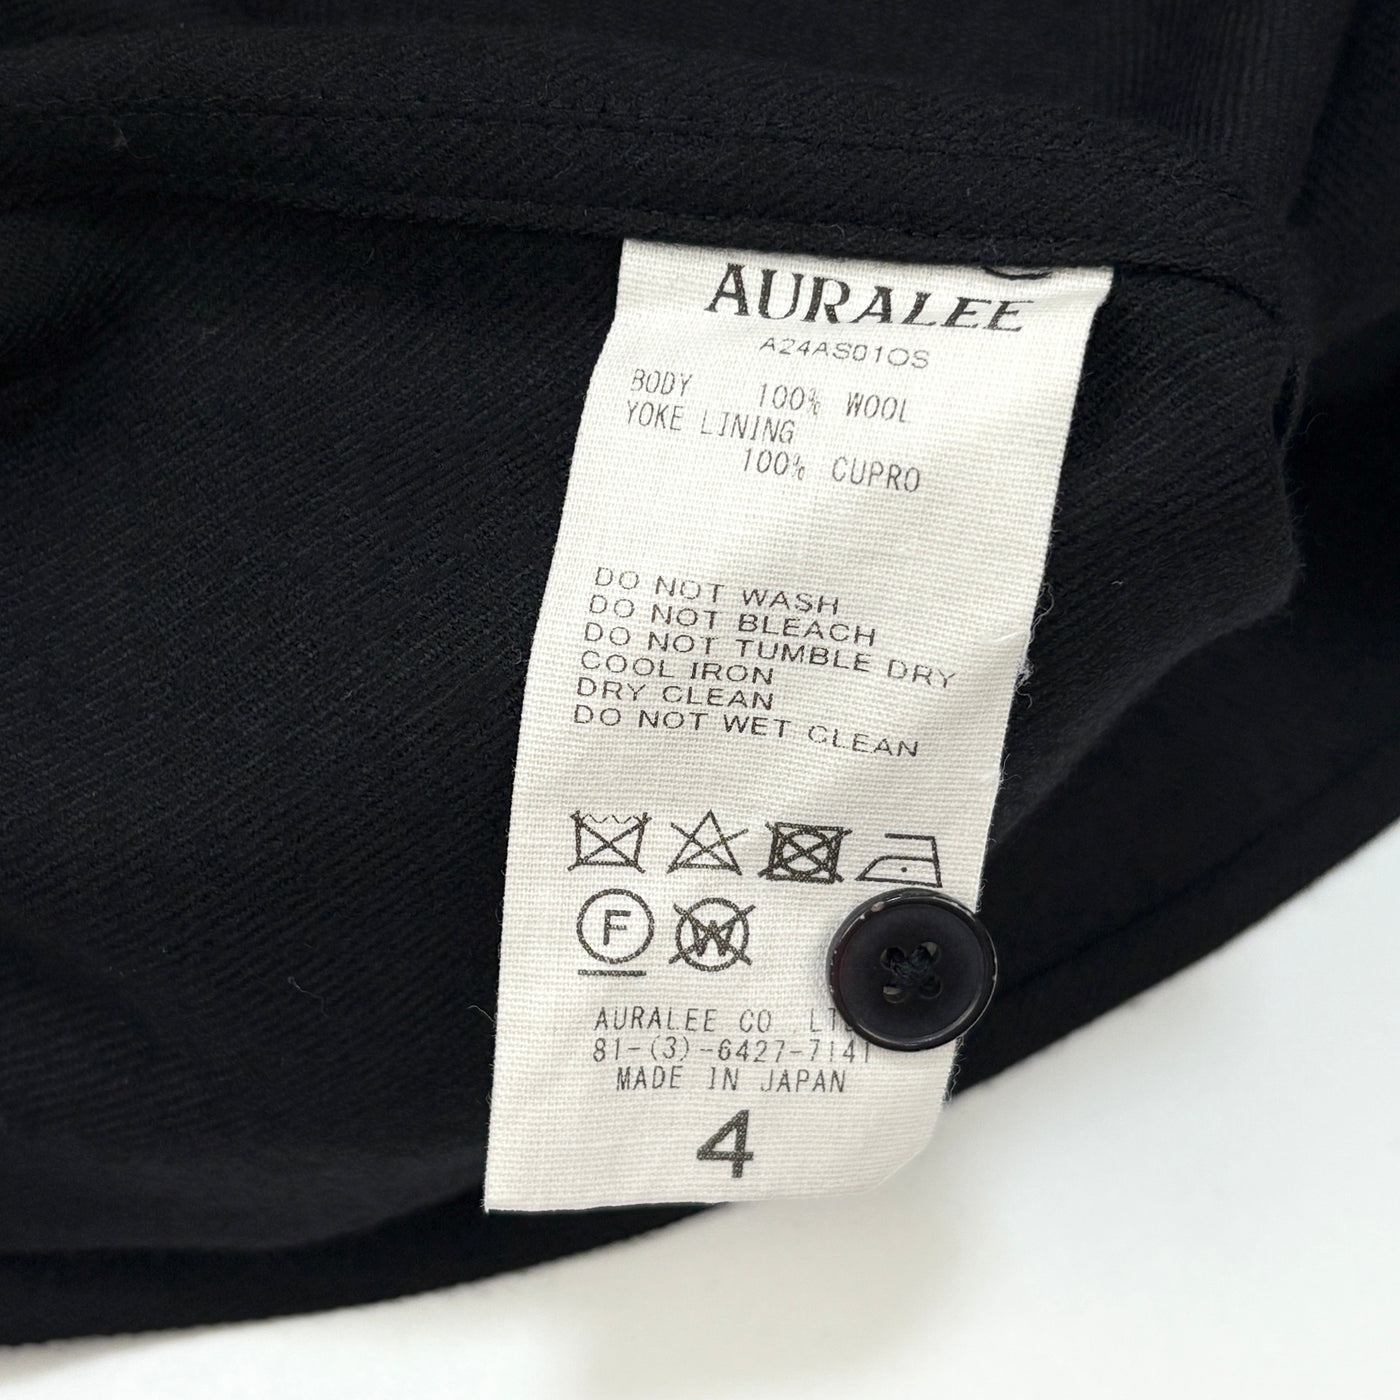 AURALEE
A24AS01OS
BODY 100% WOOL
YOKE LINING
100% CUPRO
DO NOT WASH
DO NOT BLEACH
DO NOT TUMBLE DRY
COOL IRON
DRY CLEAN
DO NOT WET CLEAN
F W
AURALEE CO LT
81-(3)-6427-7141
MADE IN JAPAN
4